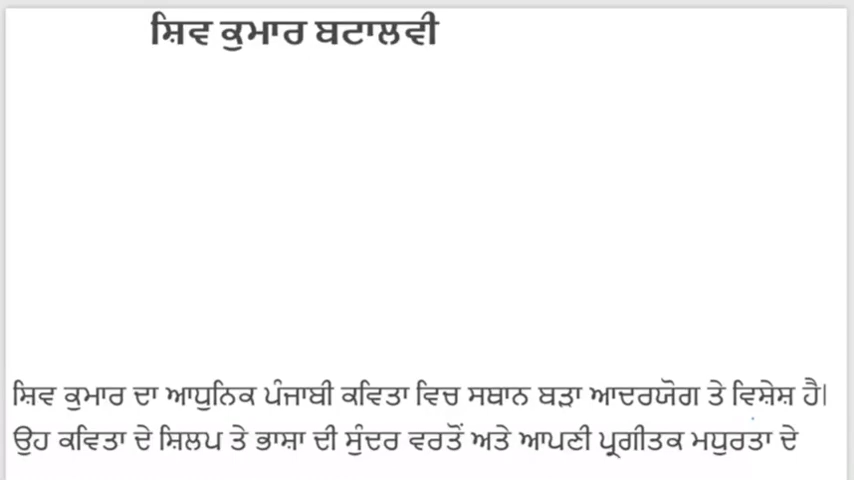 ਸ਼ਿਵ ਕੁਮਾਰ ਬਟਾਲਵੀ
ਸ਼ਿਵ ਕੁਮਾਰ ਦਾ ਆਧੁਨਿਕ ਪੰਜਾਬੀ ਕਵਿਤਾ ਵਿਚ ਸਥਾਨ ਬੜਾ ਆਦਰਯੋਗ ਤੇ ਵਿਸ਼ੇਸ਼ ਹੈ।
ਉਹ ਕਵਿਤਾ ਦੇ ਸ਼ਿਲਪ ਤੇ ਭਾਸ਼ਾ ਦੀ ਸੁੰਦਰ ਵਰਤੋਂ ਅਤੇ ਆਪਣੀ ਪ੍ਰਗੀਤਕ ਮਧੁਰਤਾ ਦੇ